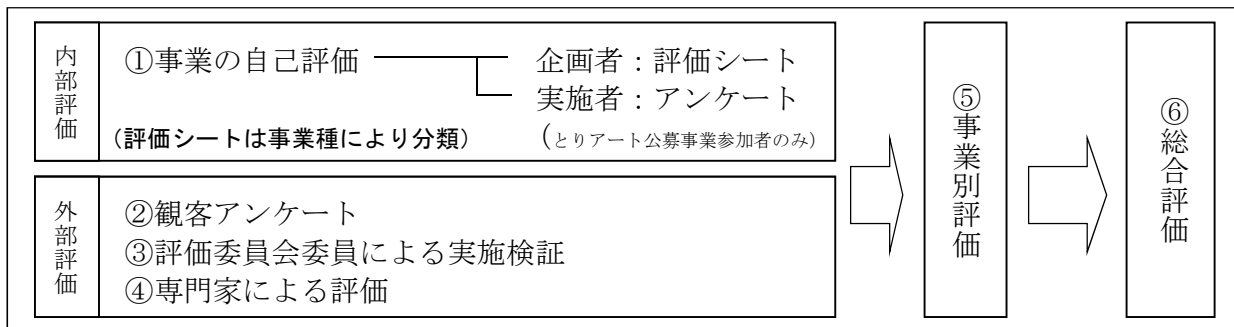 内部評価
①事業の自己評価
企画者：評価シート
実施者：アンケート
(評価シートは事業種により分類)
(とりアート公募事業参加者のみ)
外部評価
②観客アンケート
③評価委員会委員による実施検証
④専門家による評価
⑤事業別評価
⑥総合評価